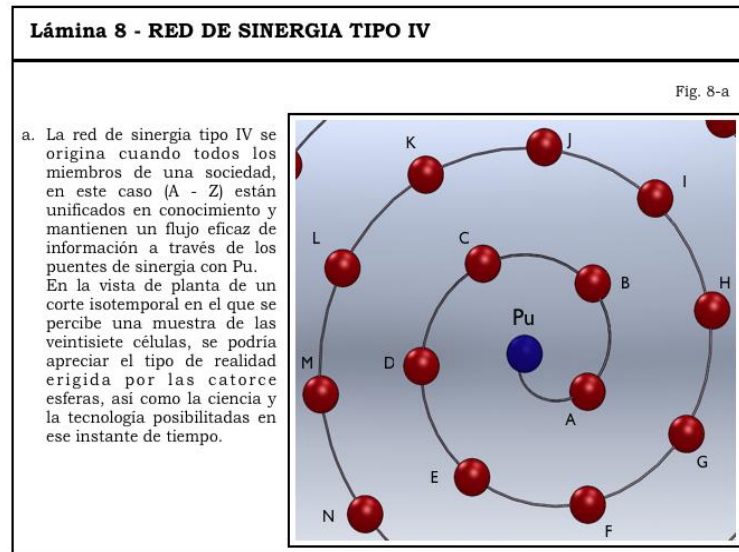 Lámina 8 - RED DE SINERGIA TIPO IV
Fig. 8-a
a. La red de sinergia tipo IV se
origina cuando todos los
miembros de una sociedad,
en este caso (A - Z) están
unificados en conocimiento y
mantienen un flujo eficaz de
información a través de los
puentes de sinergia con Pu.
En la vista de planta de un
corte isotemporal en el que se
percibe una muestra de las
veintisiete células, se podría
apreciar el tipo de realidad
erigida por las catorce
esferas, así como la ciencia y
la tecnología posibilitadas en
ese instante de tiempo.
K
J
I
L
C
B
H
Pu
M
D
A
G
E
N
F